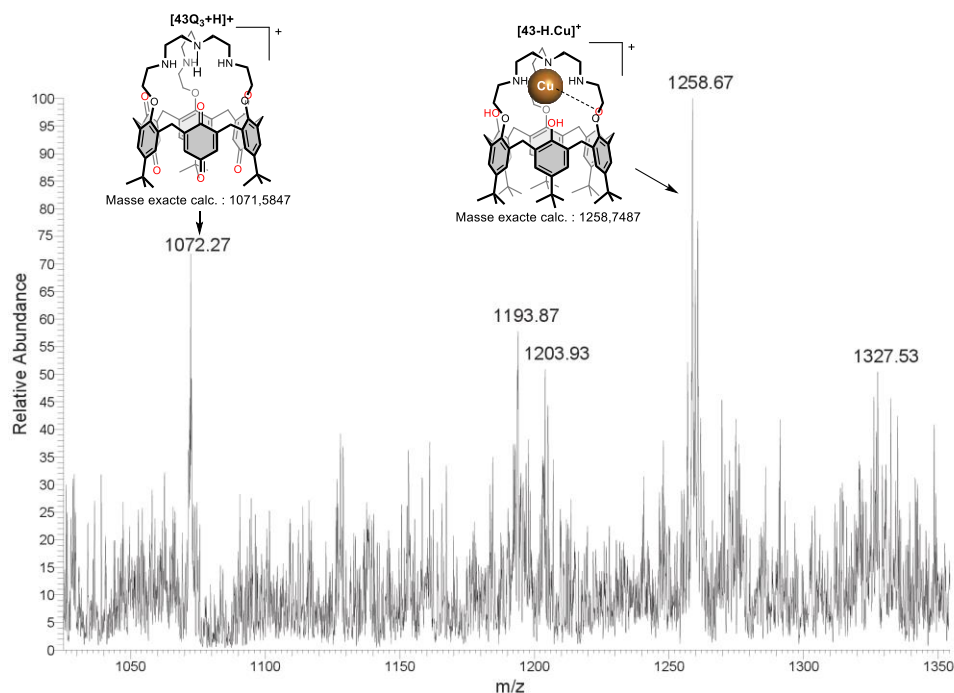 [43Q3+H]+
+
N
NH
NH
HN
H
O
O
O
O
O
O
O
O
O
Masse exacte calc. : 1071,5847
1072.27
[43-H.Cu]+
+
N
NH
NH
HN
Cu
O
O
O
O
HO
OH
Masse exacte calc. : 1258,7487
1258.67
1193.87
1203.93
1327.53
Relative Abundance
100
95
90
85
80
75
70
65
60
55
50
45
40
35
30
25
20
15
10
5
0
1050
1100
1150
1200
1250
1300
1350
m/z